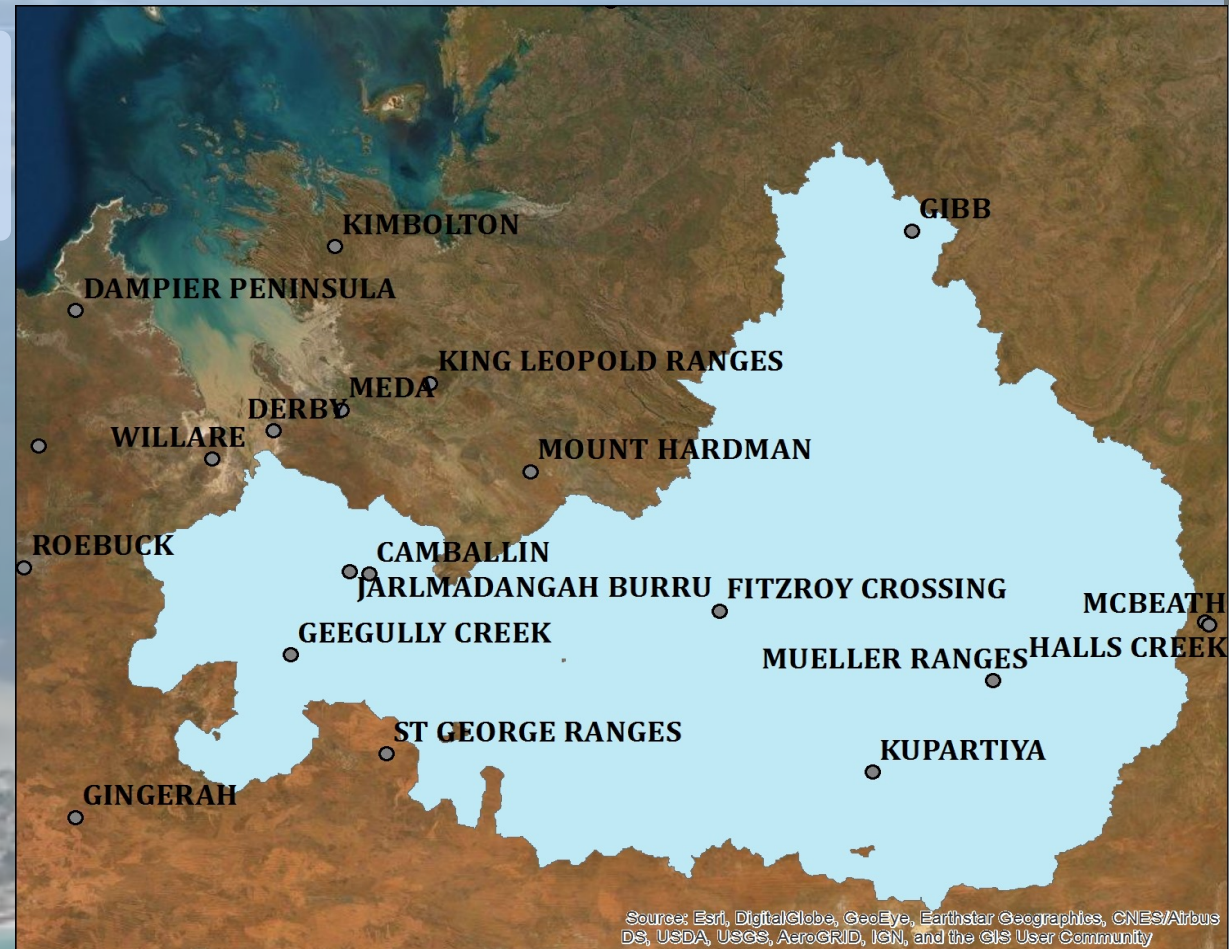 GIBB
KIMBOLTON
DAMPIER PENINSULA
KING LEOPOLD RANGES
MEDA
DERBY
WILLARE
MOUNT HARDMAN
ROEBUCK
CAMBALLIN
JARLMADANGAH BURRU
FITZROY CROSSING
MCBEATH
GEEGULLY CREEK
HALLS CREEK
MUELLER RANGES
ST GEORGE RANGES
KUPARTIYA
GINGERAH
Source: Esri, DigitalGlobe, GeoEye, Earthstar Geographics, CNES/Airbus
DS, USDA, USGS, AeroGRID, IGN, and the GIS User Community